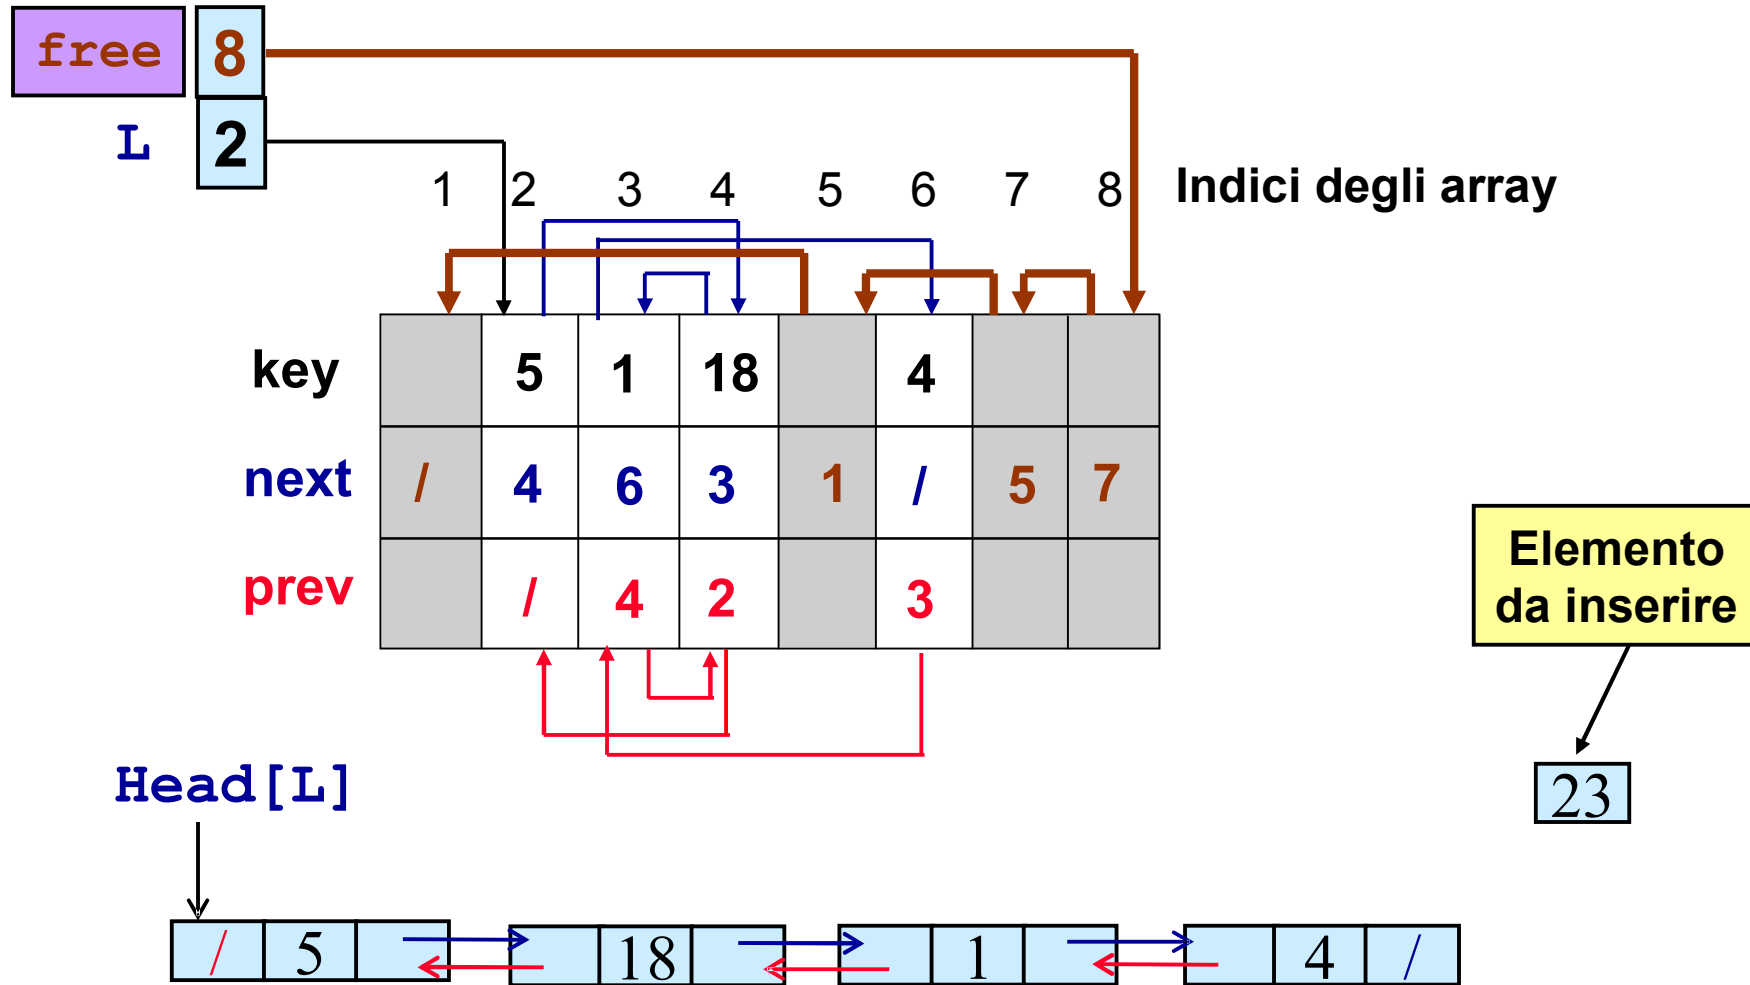 free 8
L 2
1 2 3 4 5 6 7 8 Indici degli array
key 5 1 18 4
next / 4 6 3 1 / 5 7
prev / 4 2 3
Elemento
da inserire
23
Head[L]
/ 5 18 1 4 /